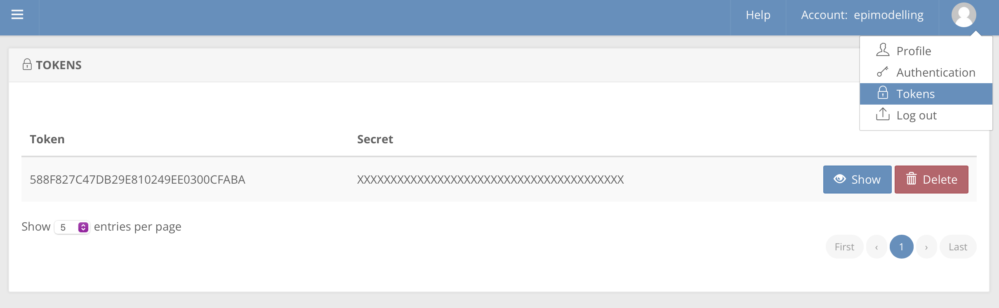 Help
Account: epimodelling
Profile
Authentication
Tokens
Log out
TOKENS
Token Secret
588F827C47DB29E810249EE0300CFABA XXXXXXXXXXXXXXXXXXXXXXXXXXXXXXXXXXXXXXXX Show Delete
Show 5 entries per page
First ‹ 1 › Last